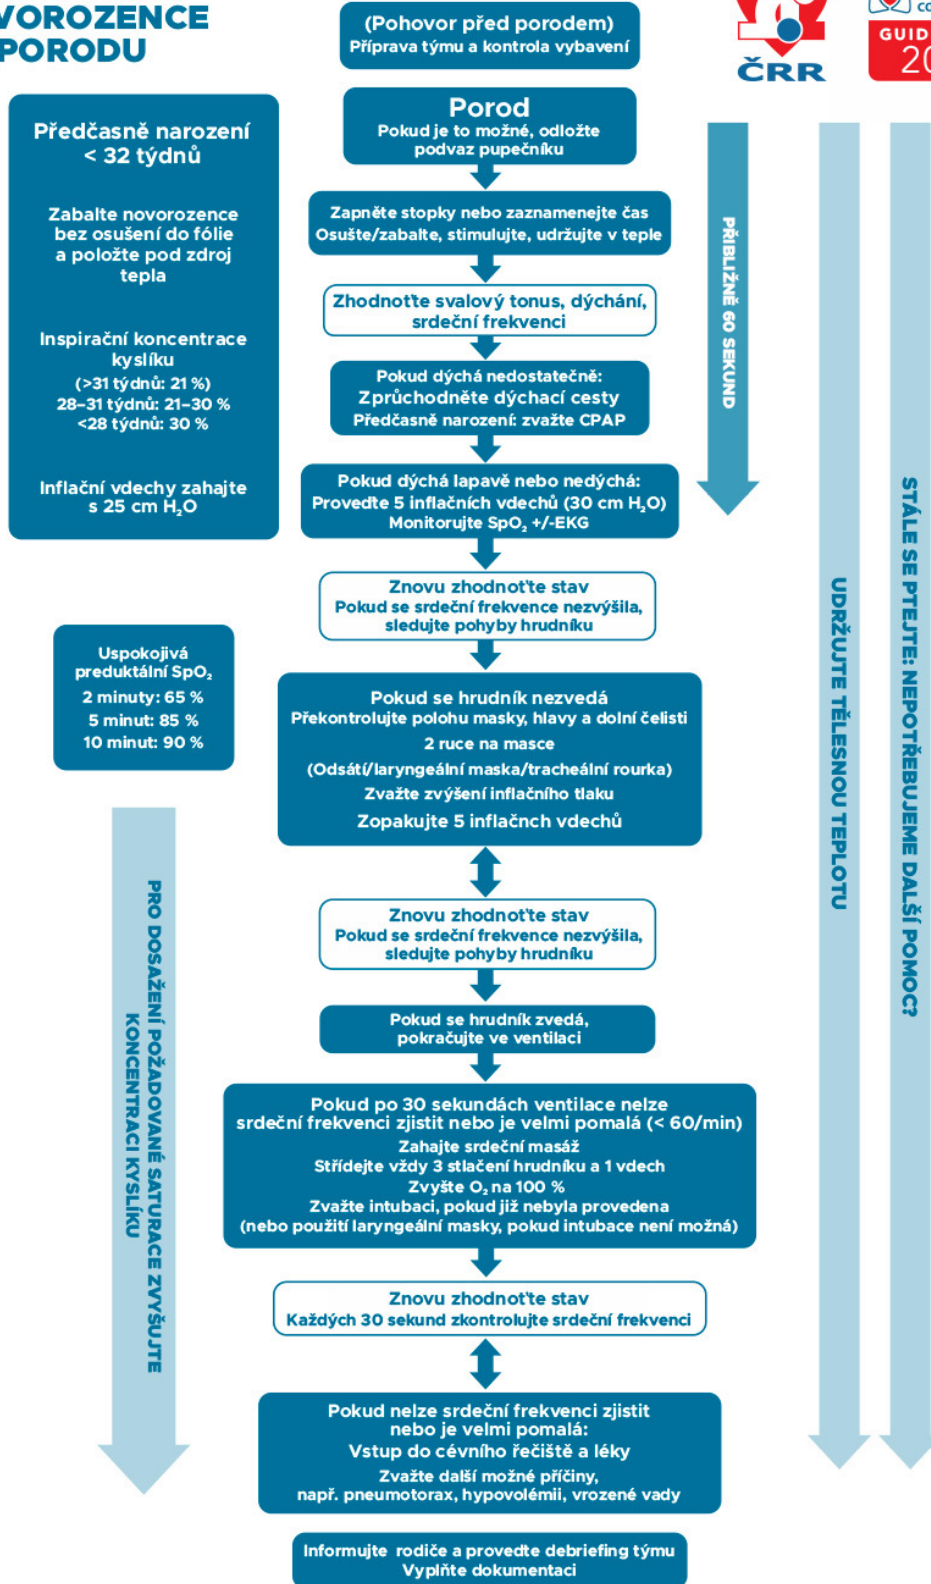 VOROZENCE
PORODU
(Pohovor před porodem)
Příprava týmu a kontrola vybavení
ČRR
CO
GUID
20
Předčasně narození
< 32 týdnů
Zabalte novorozence
bez osušení do fólie
a položte pod zdroj
tepla
Inspirační koncentrace
kyslíku
(>31 týdnů: 21 %)
28–31 týdnů: 21–30 %
<28 týdnů: 30 %
Inflační vdechy zahajte
s 25 cm H₂O
Porod
Pokud je to možné, odložte
podvaz pupečníku
Zapněte stopky nebo zaznamenejte čas
Osušte/zabalte, stimulujte, udržujte v teple
Zhodnoťte svalový tonus, dýchání,
srdeční frekvenci
Pokud dýchá nedostatečně:
Zprůchodněte dýchací cesty
Předčasně narození: zvažte CPAP
Pokud dýchá lapavě nebo nedýchá:
Proveďte 5 inflačních vdechů (30 cm H₂O)
Monitorujte SpO₂ +/-EKG
Znovu zhodnoťte stav
Pokud se srdeční frekvence nezvýšila,
sledujte pohyby hrudníku
Uspokojivá
preduktální SpO₂
2 minuty: 65 %
5 minut: 85 %
10 minut: 90 %
Pokud se hrudník nezvedá
Překontrolujte polohu masky, hlavy a dolní čelisti
2 ruce na masce
(Odsátí/laryngeální maska/tracheální rourka)
Zvažte zvýšení inflačního tlaku
Zopakujte 5 inflačnch vdechů
Znovu zhodnoťte stav
Pokud se srdeční frekvence nezvýšila,
sledujte pohyby hrudníku
Pokud se hrudník zvedá,
pokračujte ve ventilaci
Pokud po 30 sekundách ventilace nelze
srdeční frekvenci zjistit nebo je velmi pomalá (< 60/min)
Zahajte srdeční masáž
Střídejte vždy 3 stlačení hrudníku a 1 vdech
Zvyšte O₂ na 100 %
Zvažte intubaci, pokud již nebyla provedena
(nebo použití laryngeální masky, pokud intubace není možná)
Znovu zhodnoťte stav
Každých 30 sekund zkontrolujte srdeční frekvenci
Pokud nelze srdeční frekvenci zjistit
nebo je velmi pomalá:
Vstup do cévního řečiště a léky
Zvažte další možné příčiny,
např. pneumotorax, hypovolémii, vrozené vady
Informujte rodiče a proveďte debriefing týmu
Vyplňte dokumentaci
PRO DOSAŽENÍ POŽADOVANÉ SATURACE ZVYŠUJTE
KONCENTRACI KYSLÍKU
PŘIBLIŽNĚ 60 SEKUND
UDRŽUJTE TĚLESNOU TEPLOTU
STÁLE SE PTEJTE: NEPOTŘEBUJEME DALŠÍ POMOC?